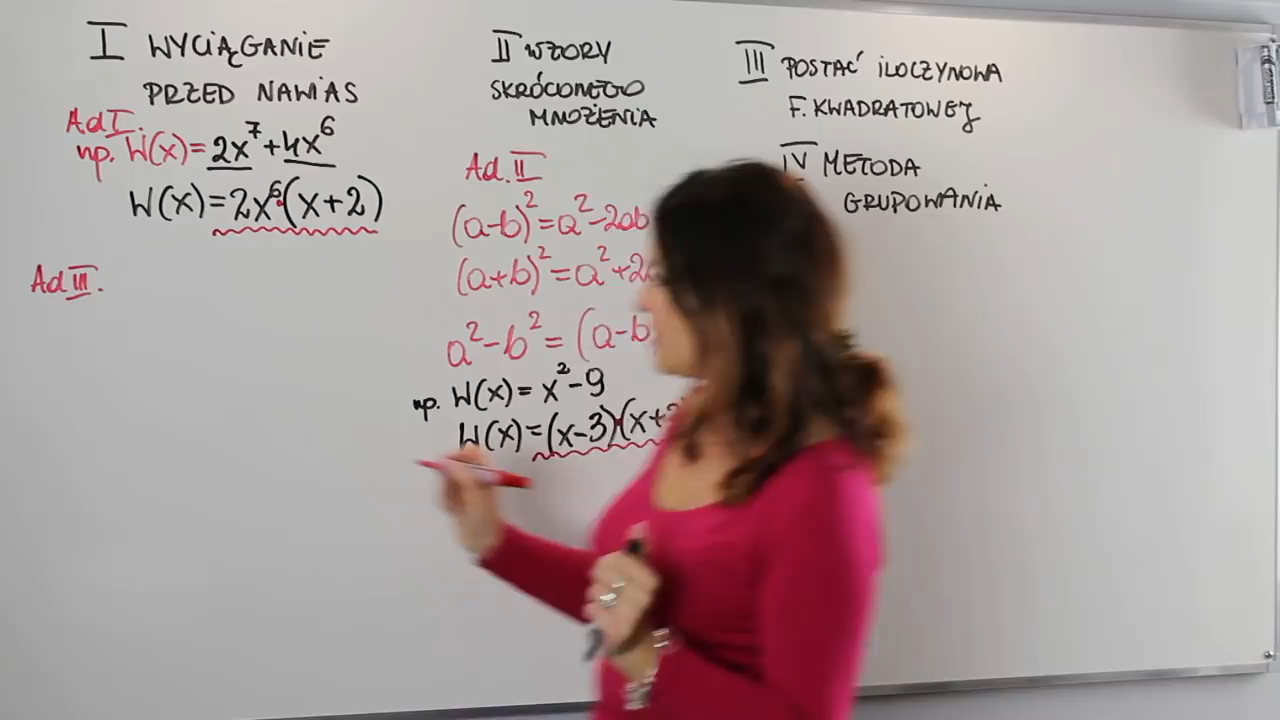 I WYCIĄGANIE
PRZED NAWIAS
Ad I.
np. W(x)=2x⁷+4x⁶
W(x)=2x⁶·(x+2)
Ad III.
II WZORY
SKRÓCONEGO
MNOŻENIA
Ad. II
(a-b)²=a²-2ab
(a+b)²=a²+2
a²-b²=(a-b
np. W(x)=x²-9
W(x)=(x-3)·(x+
III POSTAĆ ILOCZYNOWA
F. KWADRATOWEJ
IV METODA
GRUPOWANIA